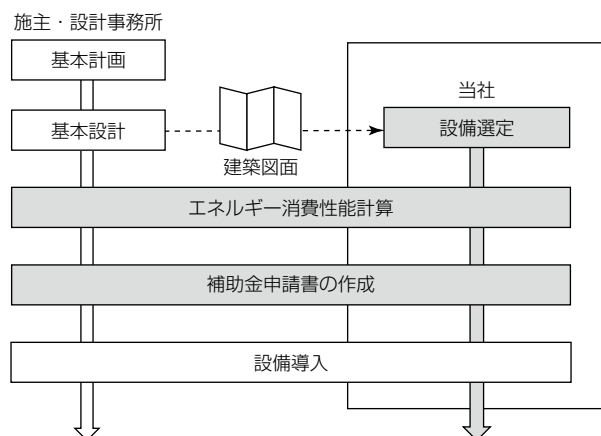 施主・設計事務所
基本計画
当社
基本設計
設備選定
建築図面
エネルギー消費性能計算
補助金申請書の作成
設備導入